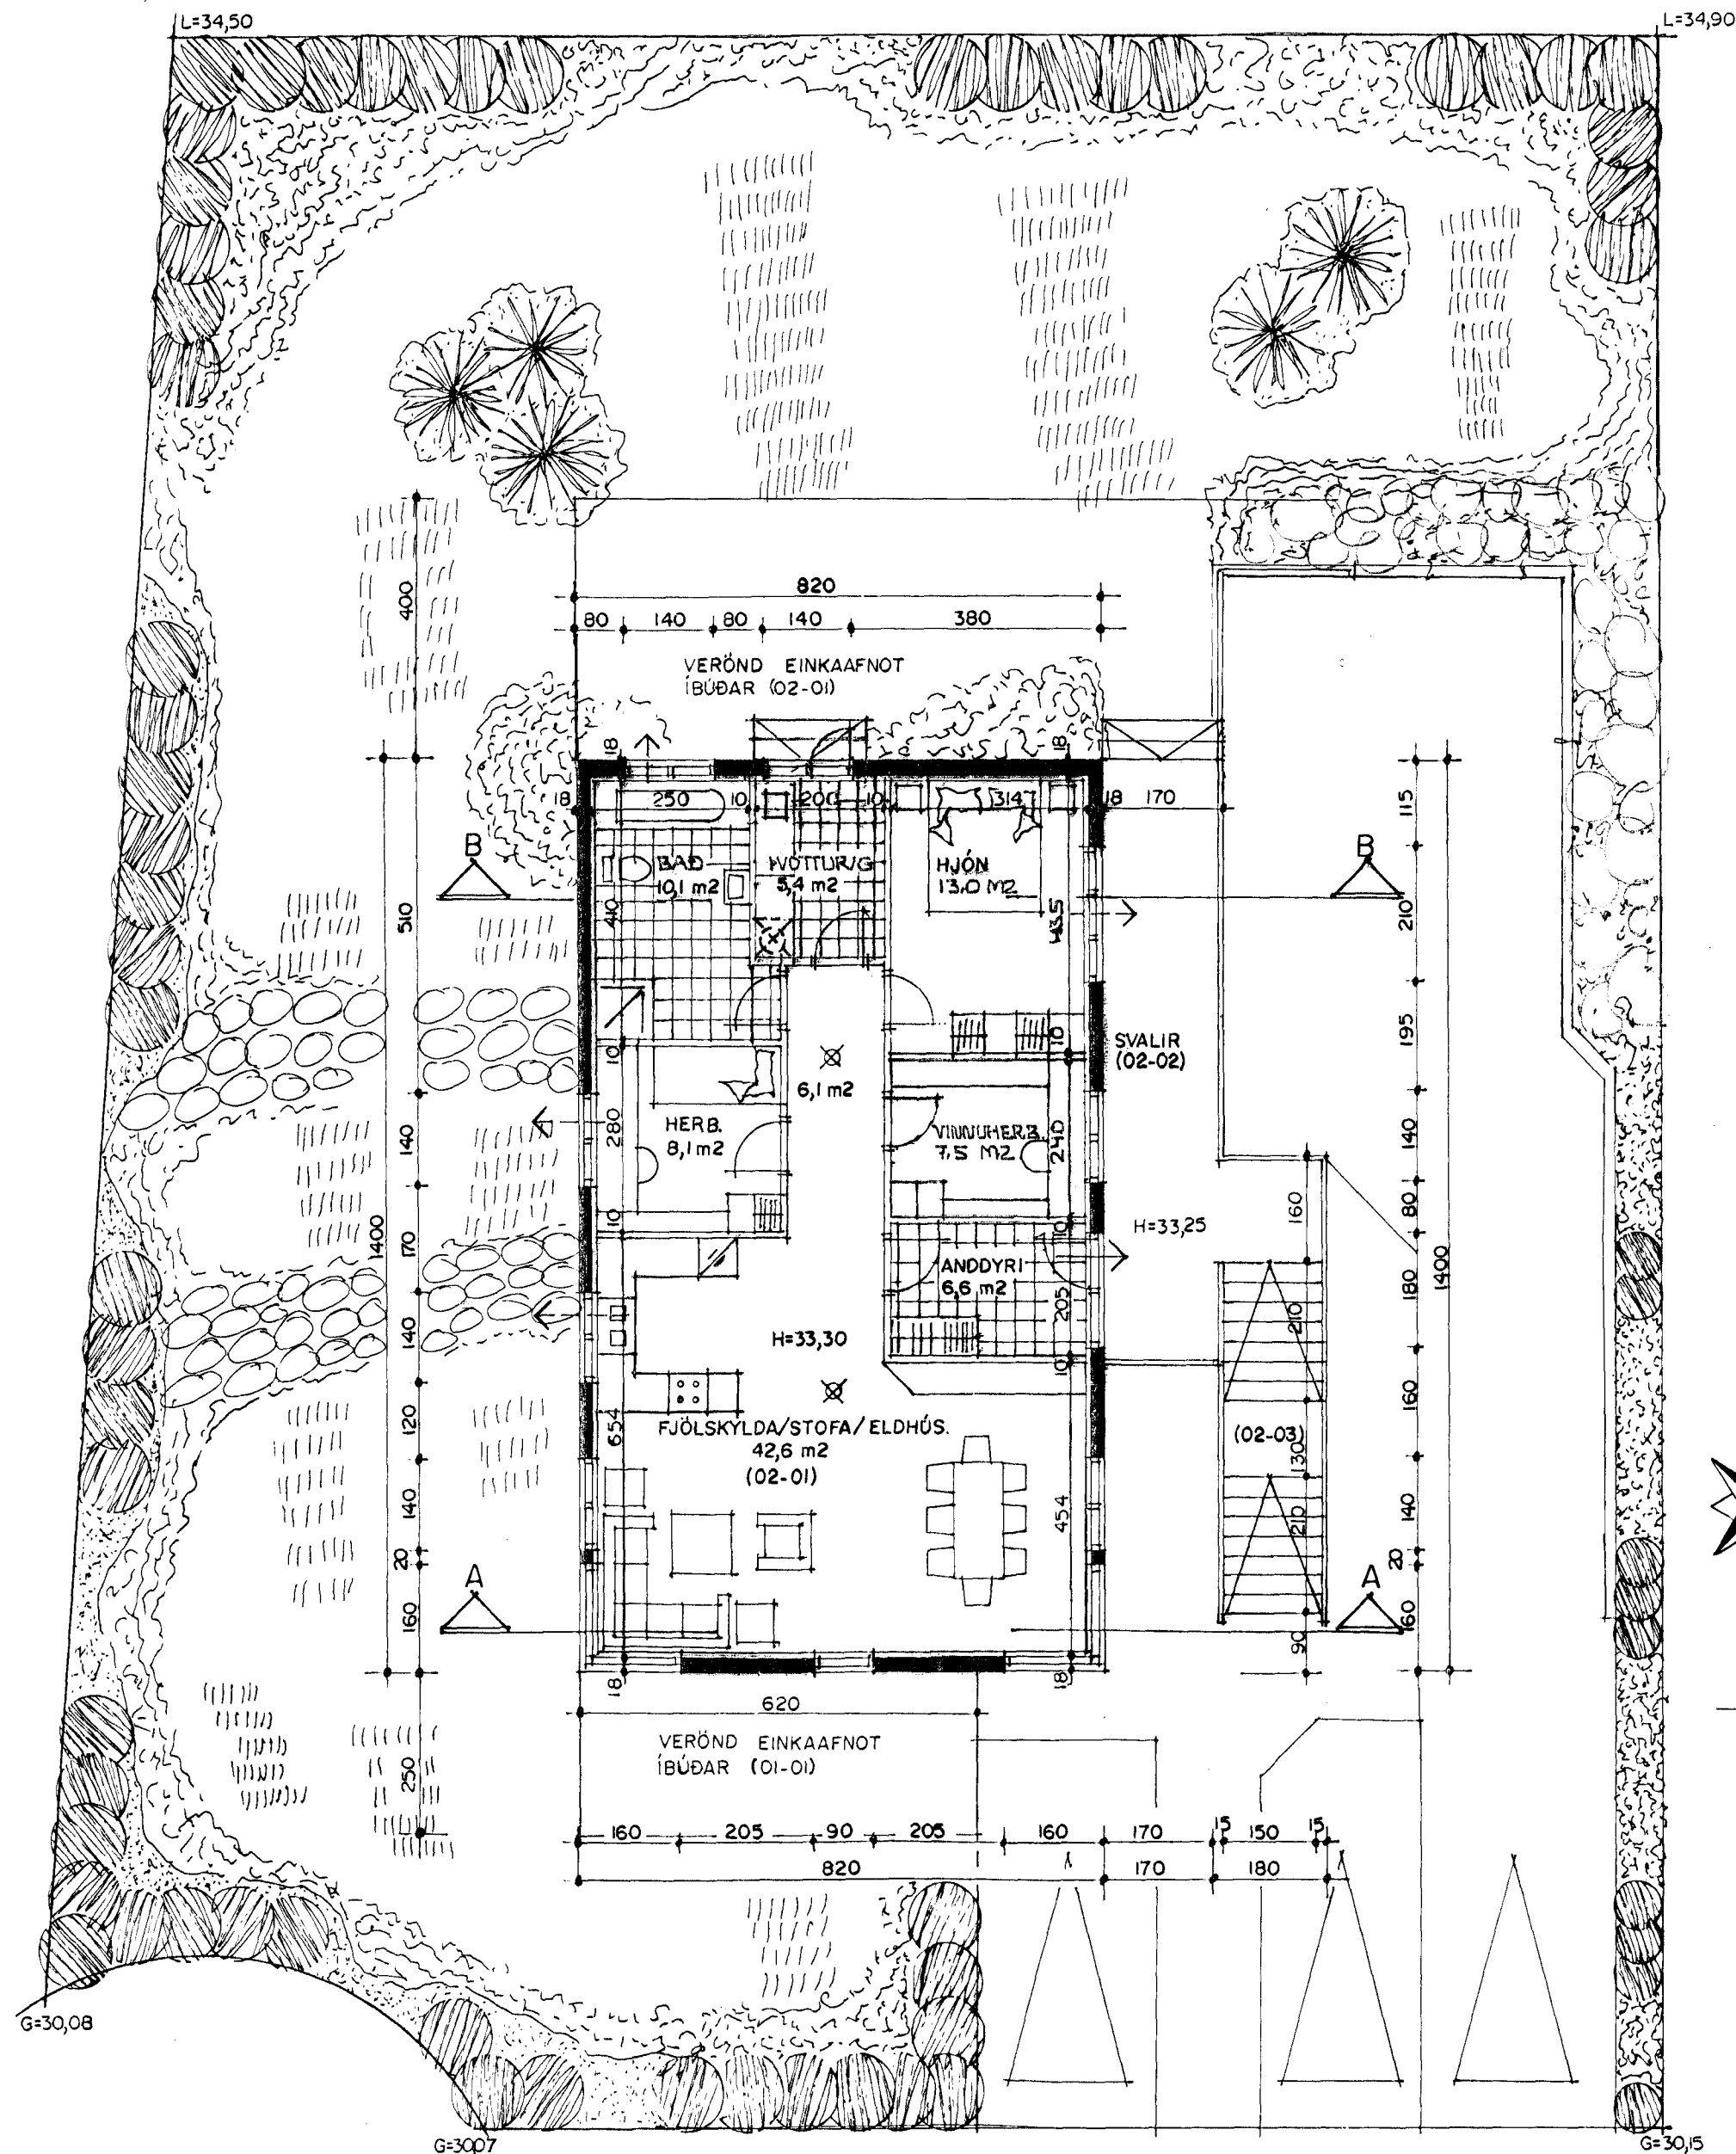 L=34,50
L=34,90
820
80 140 80 140 380
400
VERÖND EINKAAFNOT
ÍBÚÐAR (02-01)
18
18
18 250 10 200 10 314 18 170
115
B
B
BAÐ
10,1 m2
ÞVOTTUR/G
5,4 m2
HJÓN
13,0 M2
510
410
435
210
195
SVALIR
(02-02)
10
10
6,1 m2
HERB.
8,1 m2
VINNUHERB.
7,5 M2
140
280
240
140
80
160
10
10
H=33,25
1400
170
1400
180
ANDDYRI
6,6 m2
205
210
140
H=33,30
10
160
120
654
FJÖLSKYLDA/STOFA/ELDHÚS.
42,6 m2
(02-01)
(02-03)
130
140
454
210
140
20
20
A
A
160
160
90
18
18
620
VERÖND EINKAAFNOT
ÍBÚÐAR (01-01)
250
160 205 90 205 160 170 15 150 15
820 170 180
G=30,08
G=30,07
G=30,15